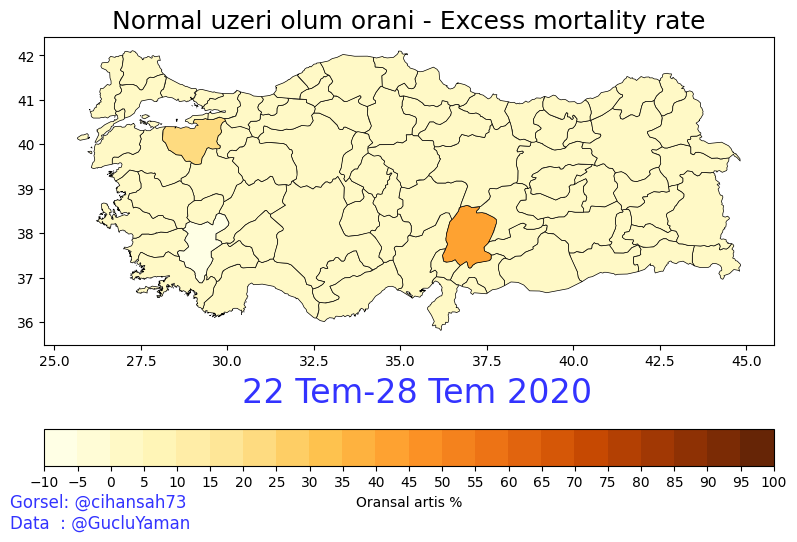 Normal uzeri olum orani - Excess mortality rate
42
41
40
39
38
37
36
25.0 27.5 30.0 32.5 35.0 37.5 40.0 42.5 45.0
22 Tem-28 Tem 2020
−10 −5 0 5 10 15 20 25 30 35 40 45 50 55 60 65 70 75 80 85 90 95 100
Oransal artis %
Gorsel: @cihansah73
Data  : @GucluYaman